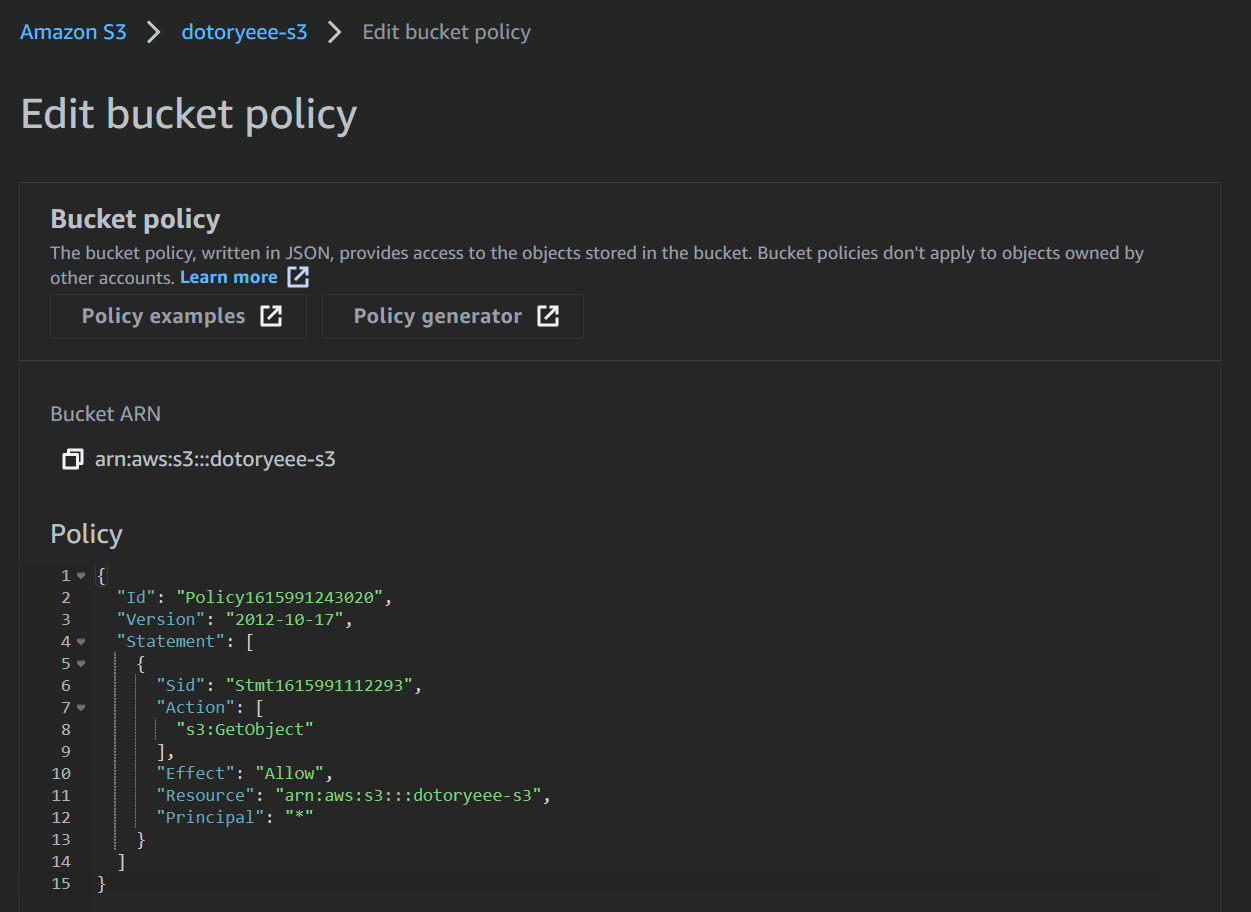 Amazon S3 > dotoryeee-s3 > Edit bucket policy
Edit bucket policy
Bucket policy
The bucket policy, written in JSON, provides access to the objects stored in the bucket. Bucket policies don't apply to objects owned by
other accounts. Learn more
Policy examples Policy generator
Bucket ARN
arn:aws:s3:::dotoryeee-s3
Policy
1 {
2 "Id": "Policy1615991243020",
3 "Version": "2012-10-17",
4 "Statement": [
5 {
6 "Sid": "Stmt1615991112293",
7 "Action": [
8 "s3:GetObject"
9 ],
10 "Effect": "Allow",
11 "Resource": "arn:aws:s3:::dotoryeee-s3",
12 "Principal": "*"
13 }
14 ]
15 }